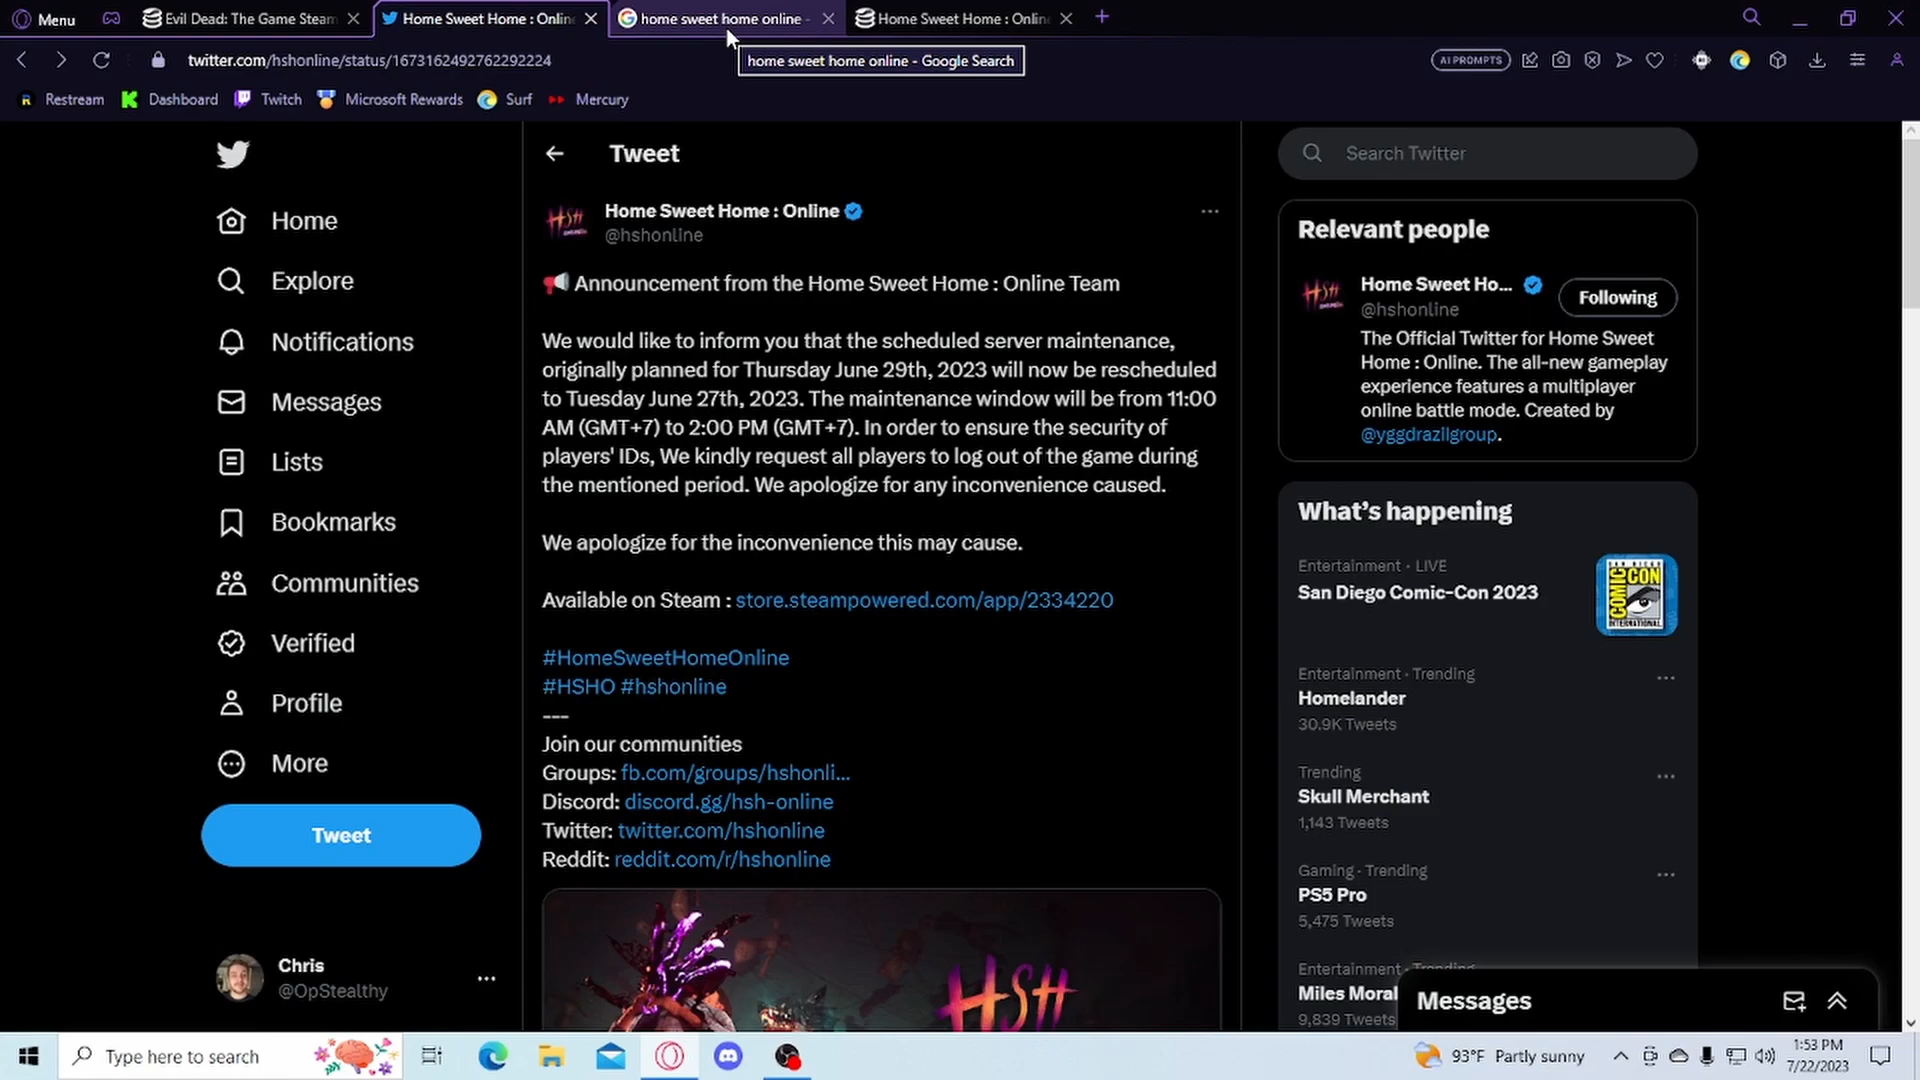 Menu
Evil Dead: The Game Steam
Home Sweet Home : Onlin
home sweet home online -
Home Sweet Home : Onlin
twitter.com/hshonline/status/1673162492762292224
home sweet home online - Google Search
AI PROMPTS
Restream
Dashboard
Twitch
Microsoft Rewards
Surf
Mercury
Home
Explore
Notifications
Messages
Lists
Bookmarks
Communities
Verified
Profile
More
Tweet
Chris
@OpStealthy
Tweet
Home Sweet Home : Online
@hshonline
Announcement from the Home Sweet Home : Online Team
We would like to inform you that the scheduled server maintenance,
originally planned for Thursday June 29th, 2023 will now be rescheduled
to Tuesday June 27th, 2023. The maintenance window will be from 11:00
AM (GMT+7) to 2:00 PM (GMT+7). In order to ensure the security of
players' IDs, We kindly request all players to log out of the game during
the mentioned period. We apologize for any inconvenience caused.
We apologize for the inconvenience this may cause.
Available on Steam : store.steampowered.com/app/2334220
#HomeSweetHomeOnline
#HSHO #hshonline
---
Join our communities
Groups: fb.com/groups/hshonli...
Discord: discord.gg/hsh-online
Twitter: twitter.com/hshonline
Reddit: reddit.com/r/hshonline
HSH
Search Twitter
Relevant people
Home Sweet Ho...
@hshonline
Following
The Official Twitter for Home Sweet
Home : Online. The all-new gameplay
experience features a multiplayer
online battle mode. Created by
@yggdrazilgroup.
What's happening
Entertainment · LIVE
San Diego Comic-Con 2023
SAN DIEGO
COMIC CON
INTERNATIONAL
Entertainment · Trending
Homelander
30.9K Tweets
Trending
Skull Merchant
1,143 Tweets
Gaming · Trending
PS5 Pro
5,475 Tweets
Entertainment · Trending
Miles Moral
9,839 Tweets
Messages
Type here to search
93°F Partly sunny
1:53 PM
7/22/2023